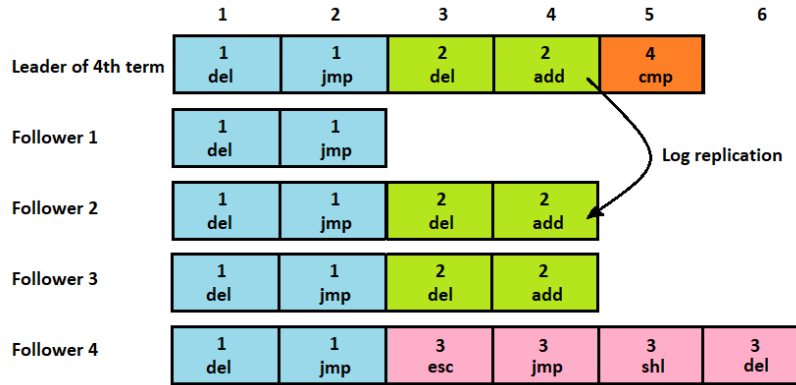 1 2 3 4 5 6
Leader of 4th term
1 1 2 2 4
del jmp del add cmp
Follower 1
1 1
del jmp
Log replication
Follower 2
1 1 2 2
del jmp del add
Follower 3
1 1 2 2
del jmp del add
Follower 4
1 1 3 3 3 3
del jmp esc jmp shl del